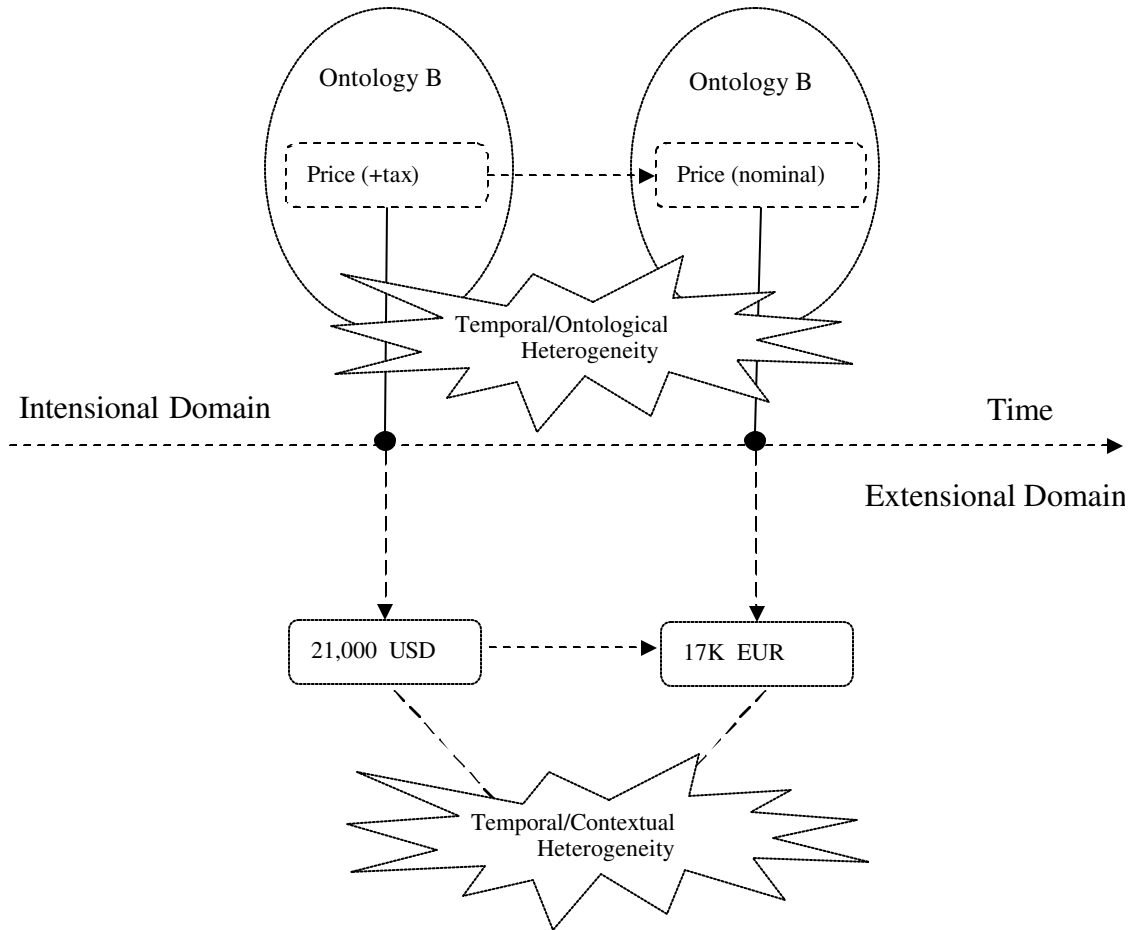 Ontology B
Ontology B
Price (+tax)
Price (nominal)
Temporal/Ontological
Heterogeneity
Intensional Domain
Time
Extensional Domain
21,000 USD
17K EUR
Temporal/Contextual
Heterogeneity